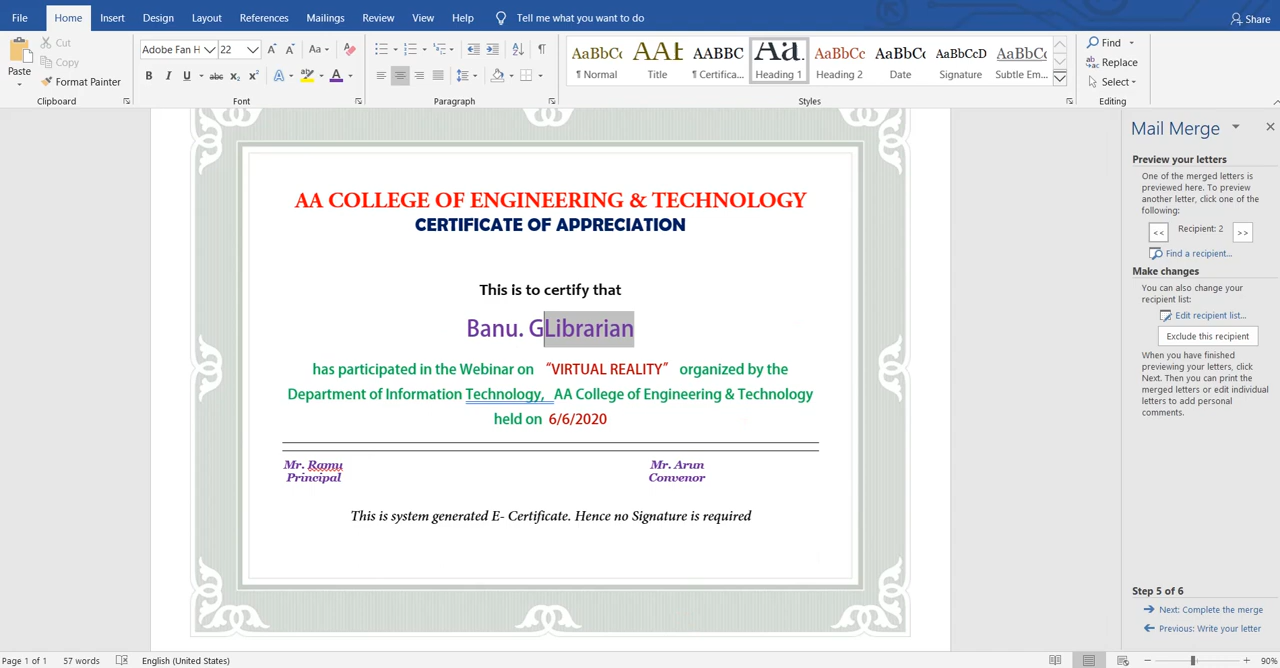 File Home Insert Design Layout References Mailings Review View Help Tell me what you want to do Share
Paste
Cut
Copy
Format Painter
Clipboard
Adobe Fan H 22 Aa
B I U abc X₂ X² A A
Font
Paragraph
AaBbCc AAE AABBC Aa. AaBbCc AaBbCc AaBbCcD AaBbCc
¶ Normal Title ¶ Certifica... Heading 1 Heading 2 Date Signature Subtle Em...
Styles
Find
Replace
Select
Editing
AA COLLEGE OF ENGINEERING & TECHNOLOGY
CERTIFICATE OF APPRECIATION
This is to certify that
Banu. GLibrarian
has participated in the Webinar on “VIRTUAL REALITY” organized by the
Department of Information Technology, AA College of Engineering & Technology
held on 6/6/2020
Mr. Ramu Mr. Arun
Principal Convenor
This is system generated E- Certificate. Hence no Signature is required
Mail Merge
Preview your letters
One of the merged letters is
previewed here. To preview
another letter, click one of the
following:
<< Recipient: 2 >>
Find a recipient...
Make changes
You can also change your
recipient list:
Edit recipient list...
Exclude this recipient
When you have finished
previewing your letters, click
Next. Then you can print the
merged letters or edit individual
letters to add personal
comments.
Step 5 of 6
Next: Complete the merge
Previous: Write your letter
Page 1 of 1 57 words English (United States) 90%